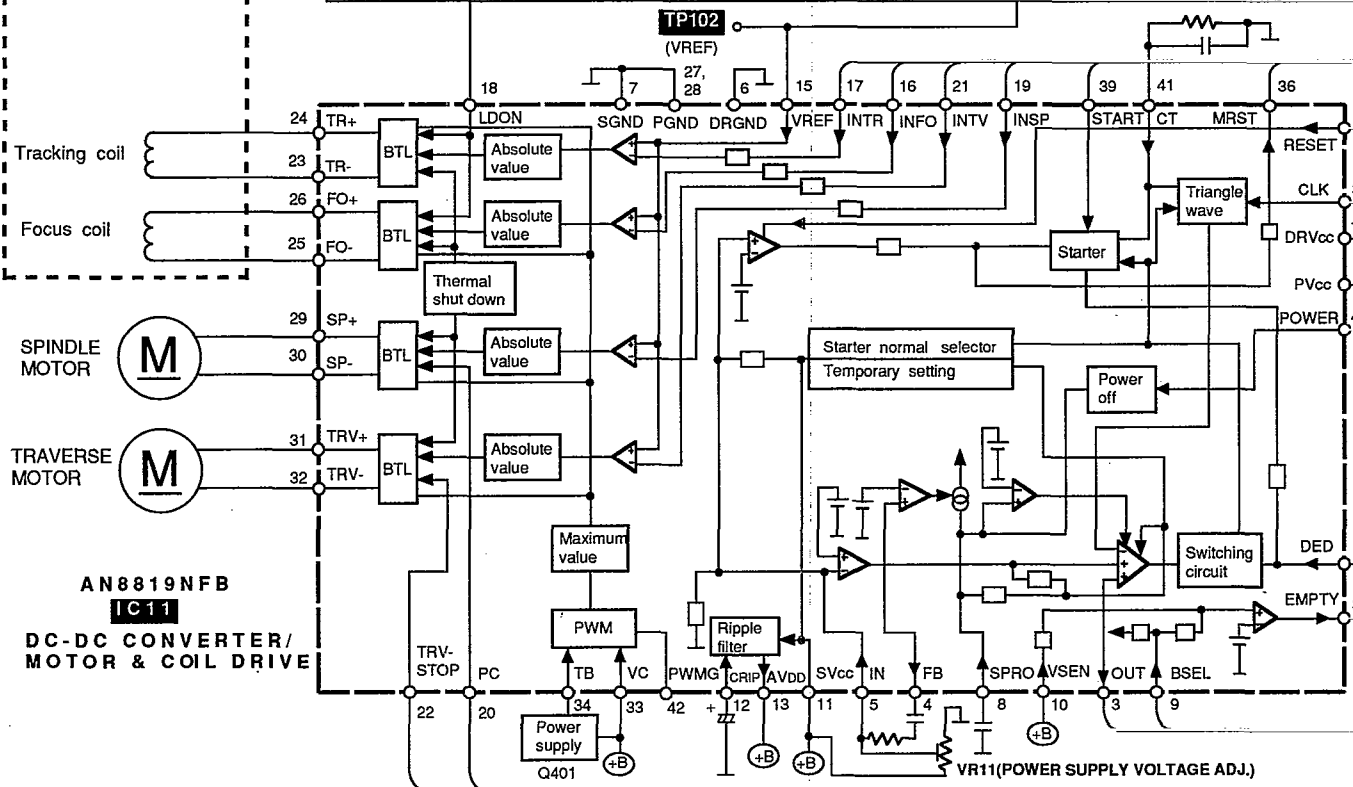 TP102
(VREF)
27,
7
28
6
15
17
16
21
19
39
41
36
18
LDON
SGND
PGND
DRGND
VREF
INTR
INFO
INTV
INSP
START
CT
MRST
RESET
24
TR+
Tracking coil
BTL
Absolute
value
23
TR-
26
FO+
Focus coil
BTL
Absolute
value
25
FO-
Triangle
wave
CLK
Starter
DRVcc
PVcc
Thermal
shut down
29
SP+
SPINDLE
MOTOR
M
BTL
Absolute
value
30
SP-
POWER
Starter normal selector
Temporary setting
Power
off
31
TRV+
TRAVERSE
MOTOR
M
BTL
Absolute
value
32
TRV-
Maximum
value
Switching
circuit
DED
EMPTY
AN8819NFB
IC11
DC-DC CONVERTER/
MOTOR & COIL DRIVE
PWM
Ripple
filter
TRV-
STOP
PC
TB
VC
PWMG
CRIP
AVDD
SVcc
IN
FB
SPRO
VSEN
OUT
BSEL
22
20
34
33
42
+
12
13
11
5
4
8
10
3
9
Power
supply
Q401
+B
+B
+B
+B
VR11(POWER SUPPLY VOLTAGE ADJ.)